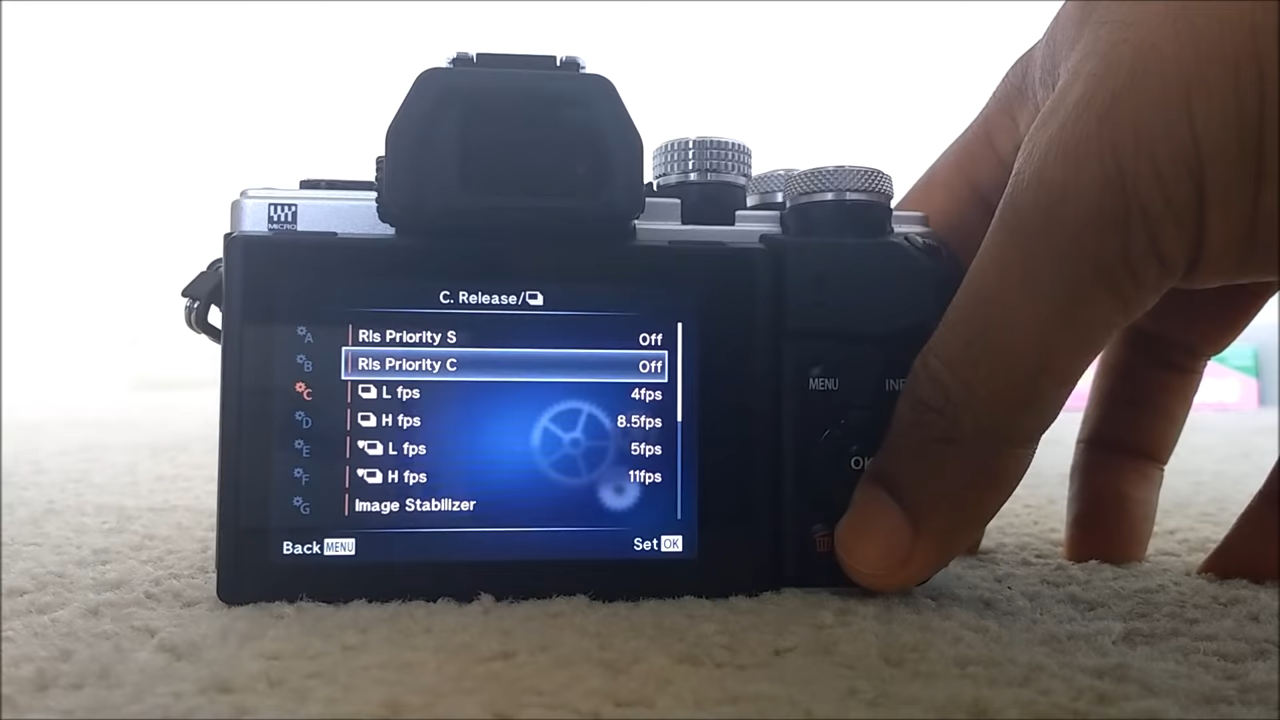 MICRO
C. Release/
A
B
C
D
E
F
G
Rls Priority S Off
Rls Priority C Off
L fps 4fps
H fps 8.5fps
L fps 5fps
H fps 11fps
Image Stabilizer
Back MENU
Set OK
MENU
OK